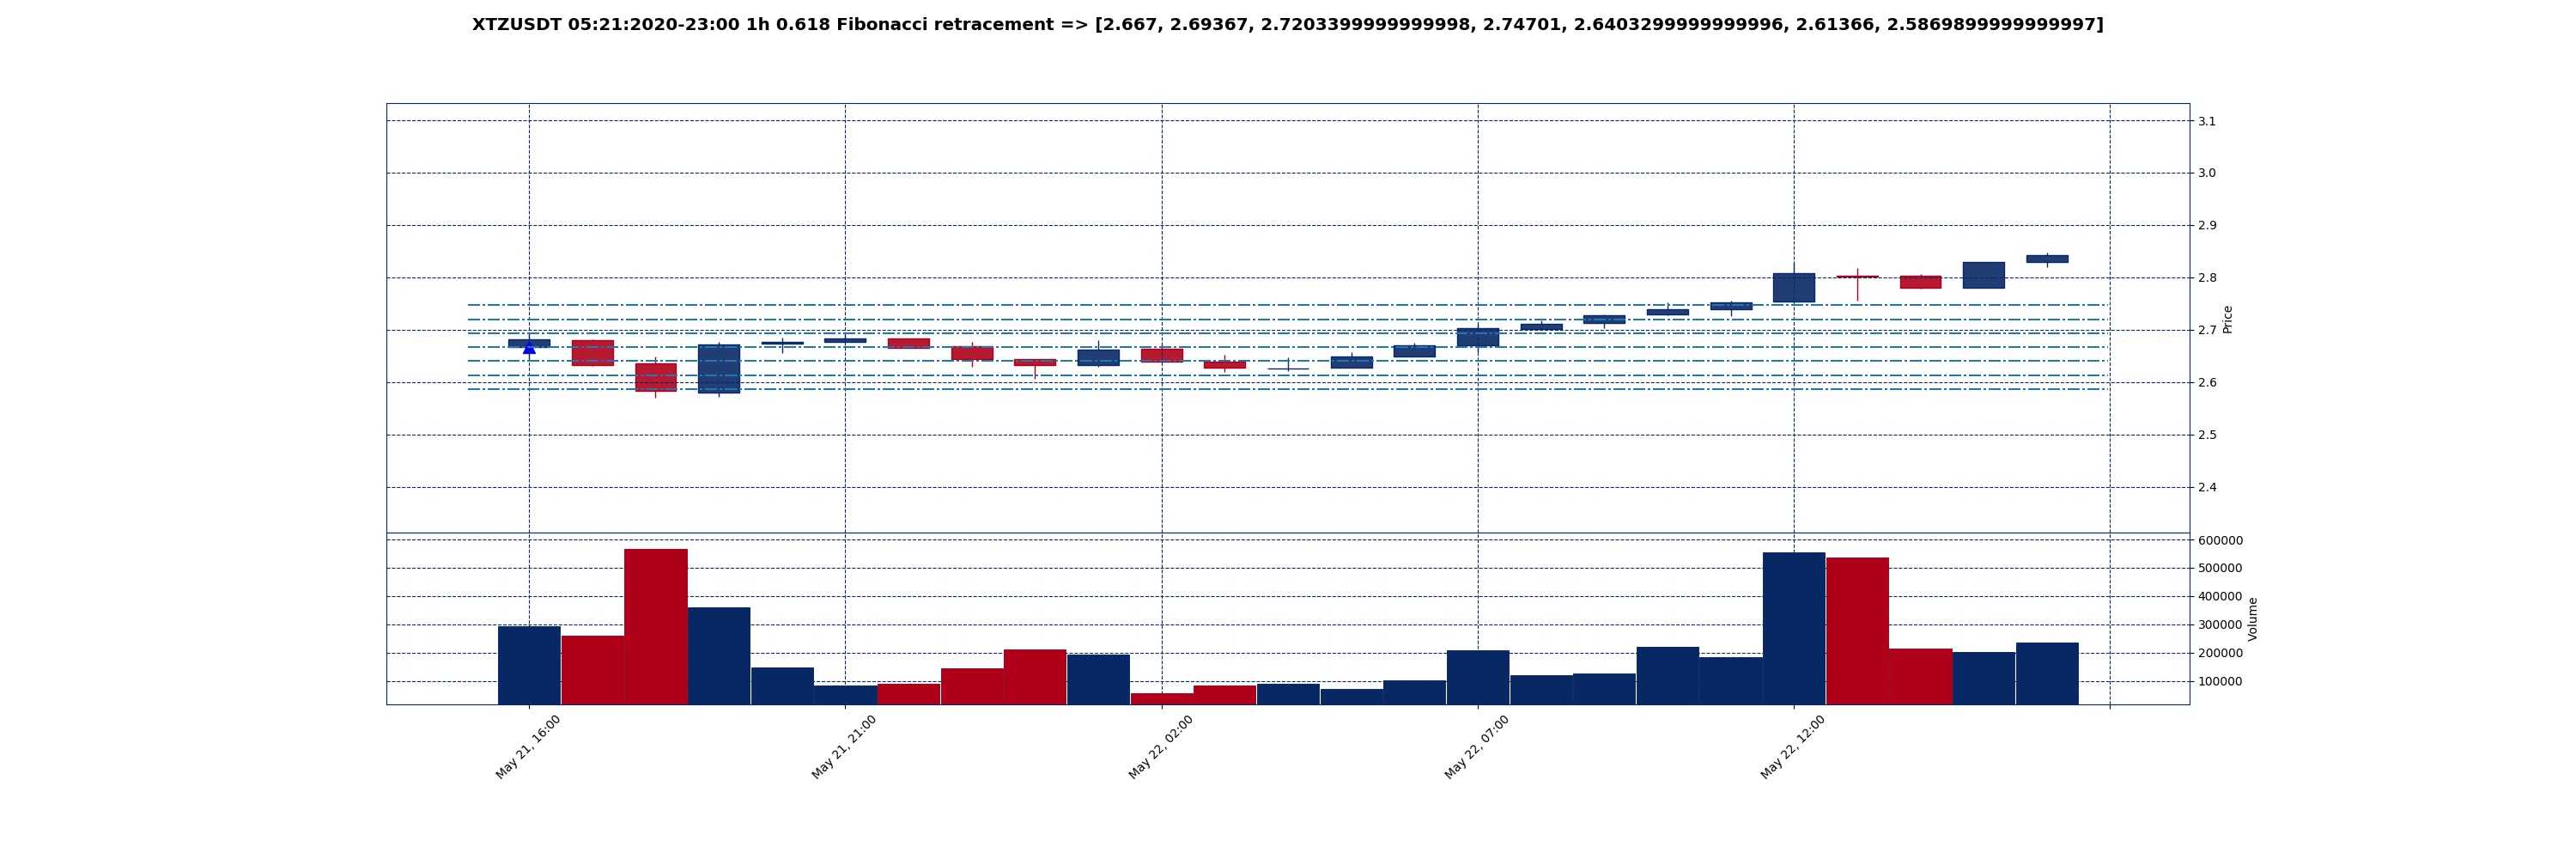 XTZUSDT 05:21:2020-23:00 1h 0.618 Fibonacci retracement => [2.667, 2.69367, 2.7203399999999998, 2.74701, 2.6403299999999996, 2.61366, 2.5869899999999997]
3.1
3.0
2.9
2.8
2.7
2.6
2.5
2.4
Price
600000
500000
400000
300000
200000
100000
Volume
May 21, 16:00
May 21, 21:00
May 22, 02:00
May 22, 07:00
May 22, 12:00